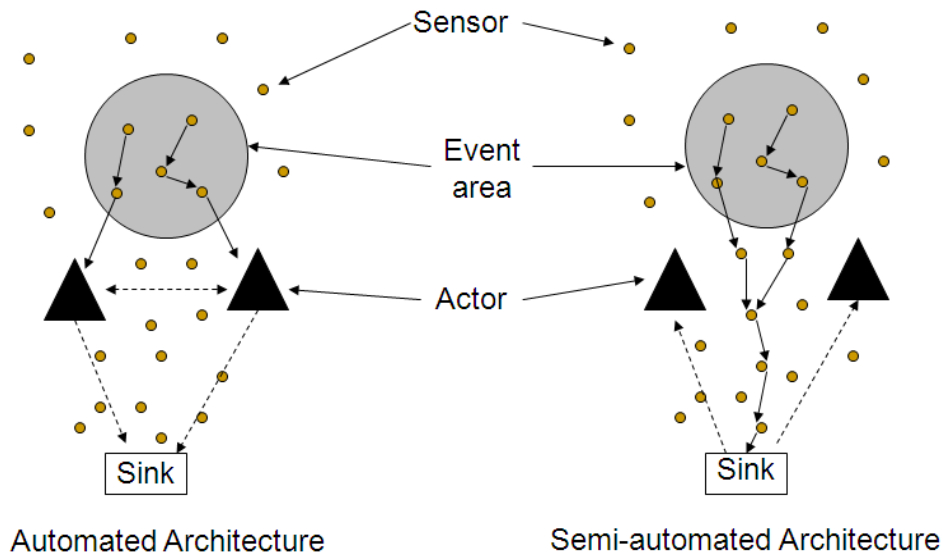 Sensor
Event
area
Actor
Sink
Sink
Automated Architecture
Semi-automated Architecture